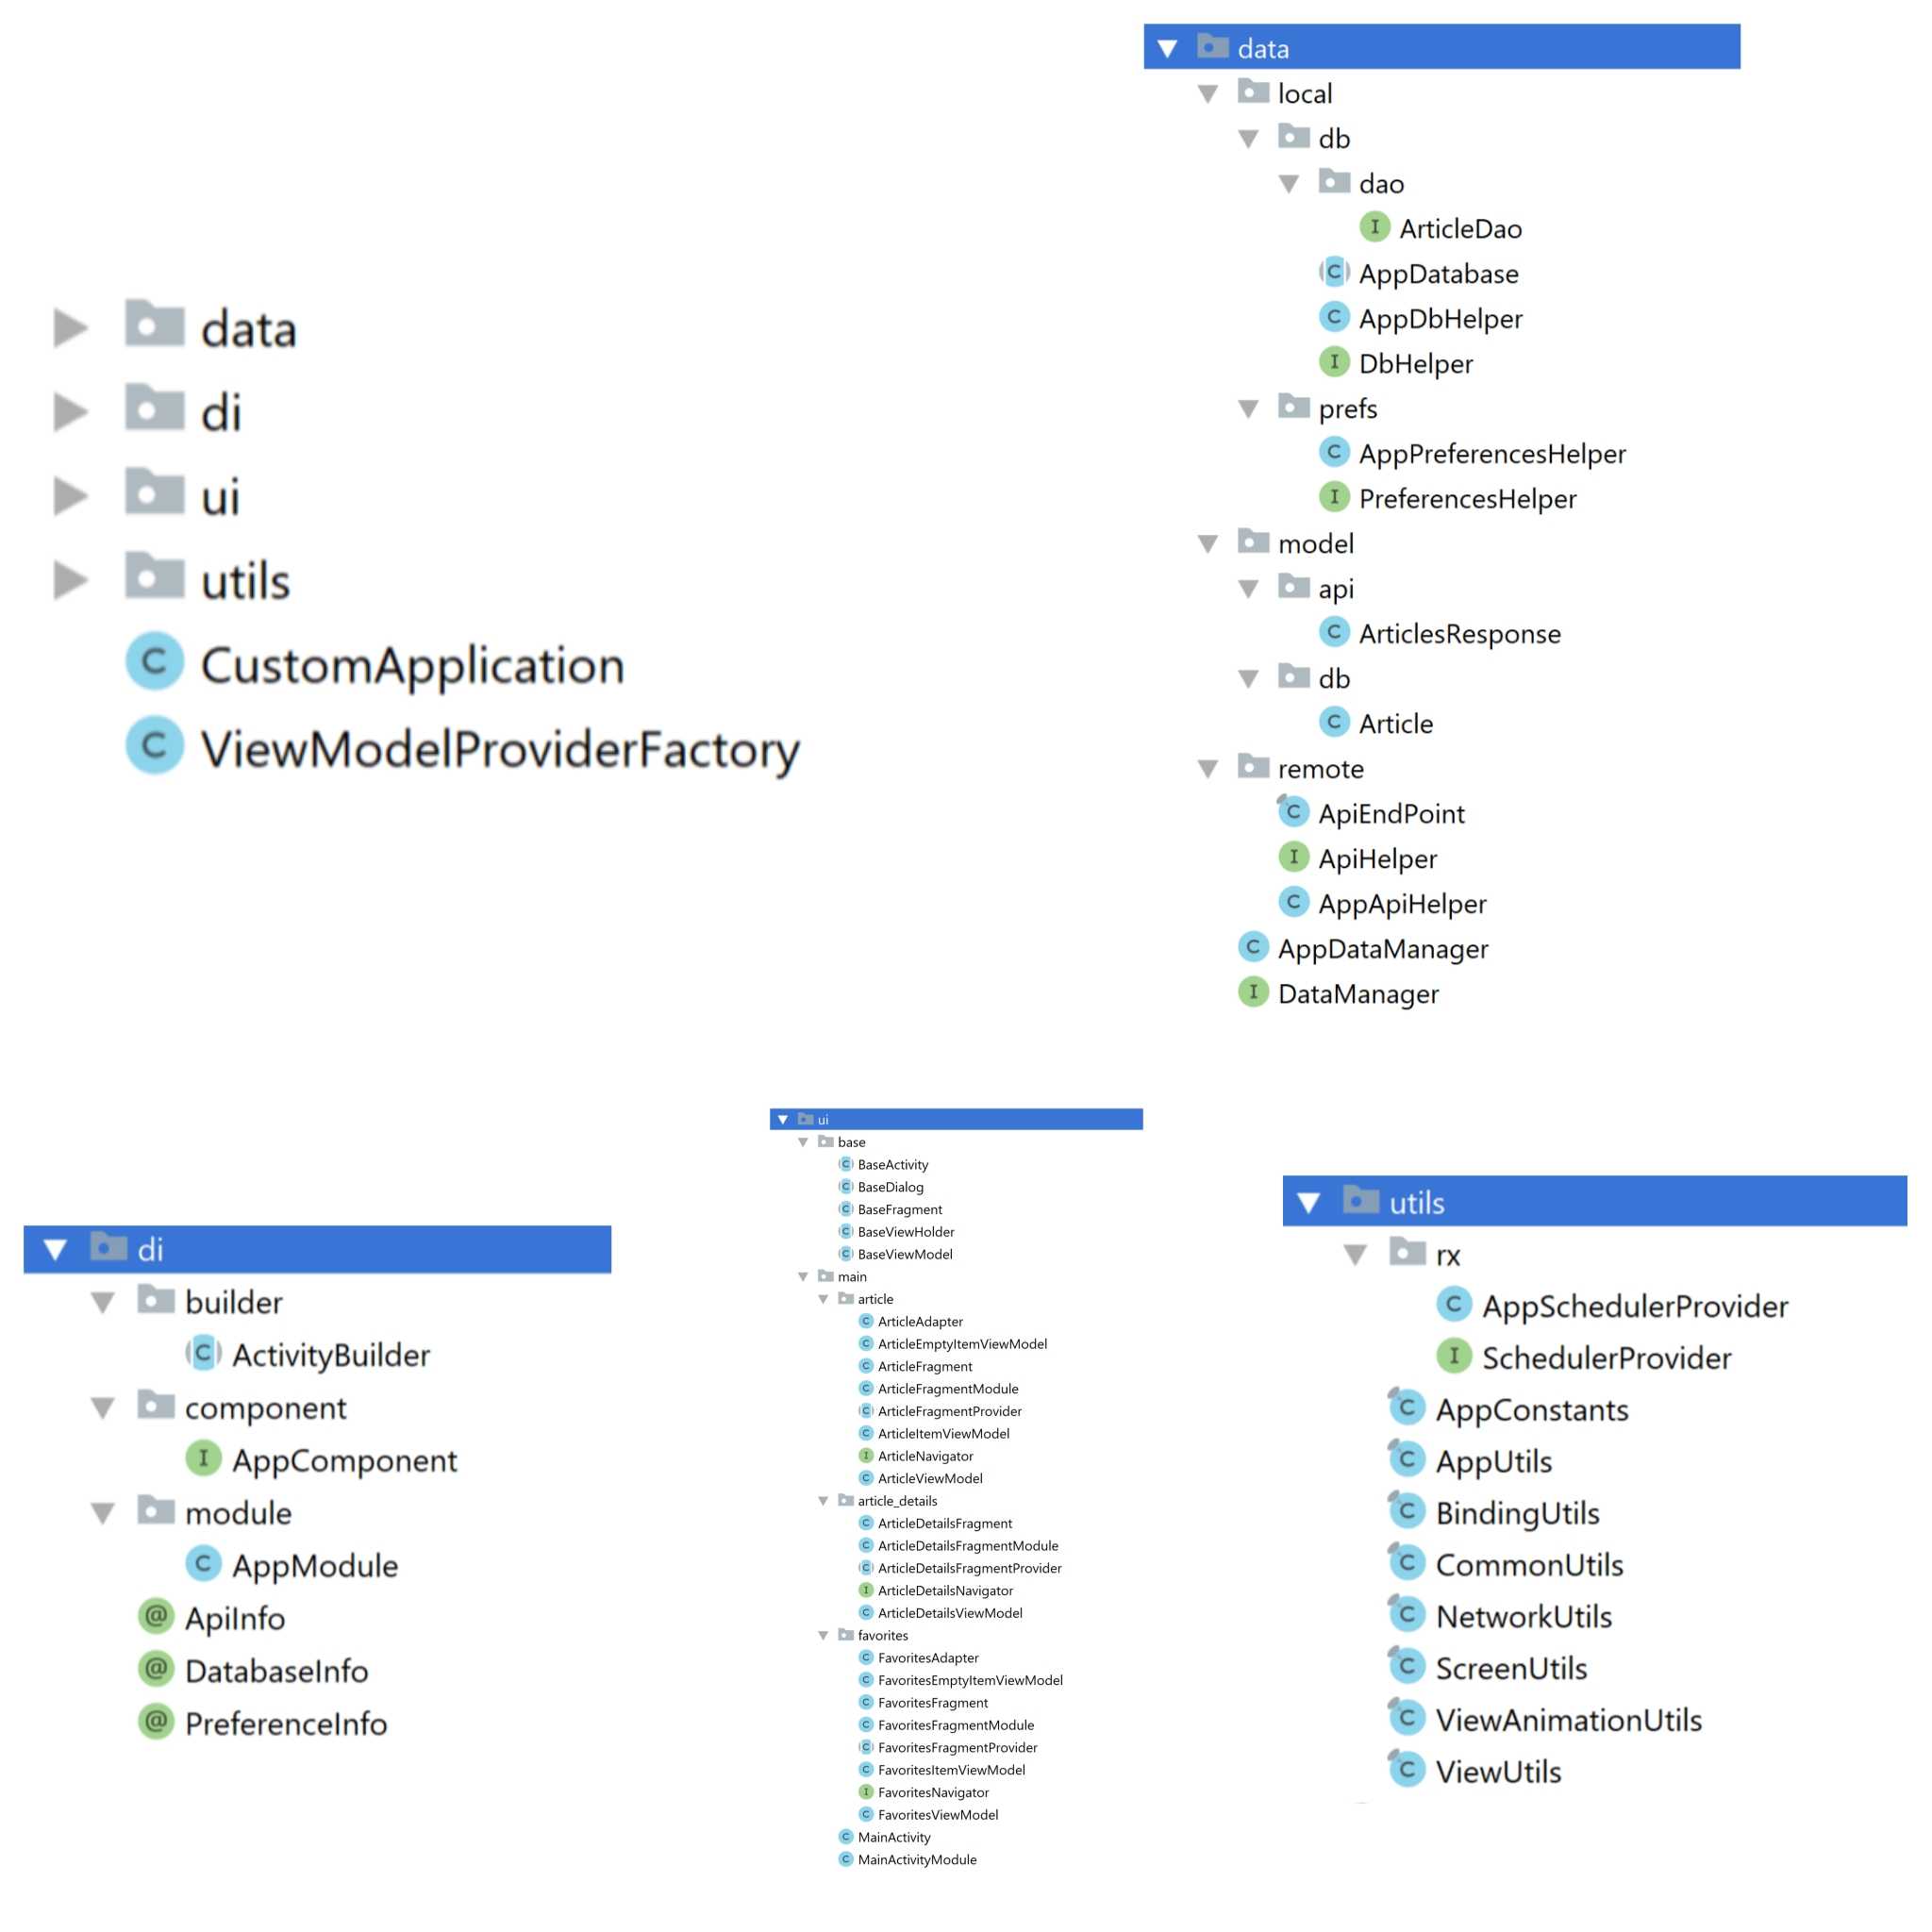 data
di
ui
utils
CustomApplication
ViewModelProviderFactory
data
local
db
dao
ArticleDao
AppDatabase
AppDbHelper
DbHelper
prefs
AppPreferencesHelper
PreferencesHelper
model
api
ArticlesResponse
db
Article
remote
ApiEndPoint
ApiHelper
AppApiHelper
AppDataManager
DataManager
di
builder
ActivityBuilder
component
AppComponent
module
AppModule
ApiInfo
DatabaseInfo
PreferenceInfo
ui
base
BaseActivity
BaseDialog
BaseFragment
BaseViewHolder
BaseViewModel
main
article
ArticleAdapter
ArticleEmptyItemViewModel
ArticleFragment
ArticleFragmentModule
ArticleFragmentProvider
ArticleItemViewModel
ArticleNavigator
ArticleViewModel
article_details
ArticleDetailsFragment
ArticleDetailsFragmentModule
ArticleDetailsFragmentProvider
ArticleDetailsNavigator
ArticleDetailsViewModel
favorites
FavoritesAdapter
FavoritesEmptyItemViewModel
FavoritesFragment
FavoritesFragmentModule
FavoritesFragmentProvider
FavoritesItemViewModel
FavoritesNavigator
FavoritesViewModel
MainActivity
MainActivityModule
utils
rx
AppSchedulerProvider
SchedulerProvider
AppConstants
AppUtils
BindingUtils
CommonUtils
NetworkUtils
ScreenUtils
ViewAnimationUtils
ViewUtils